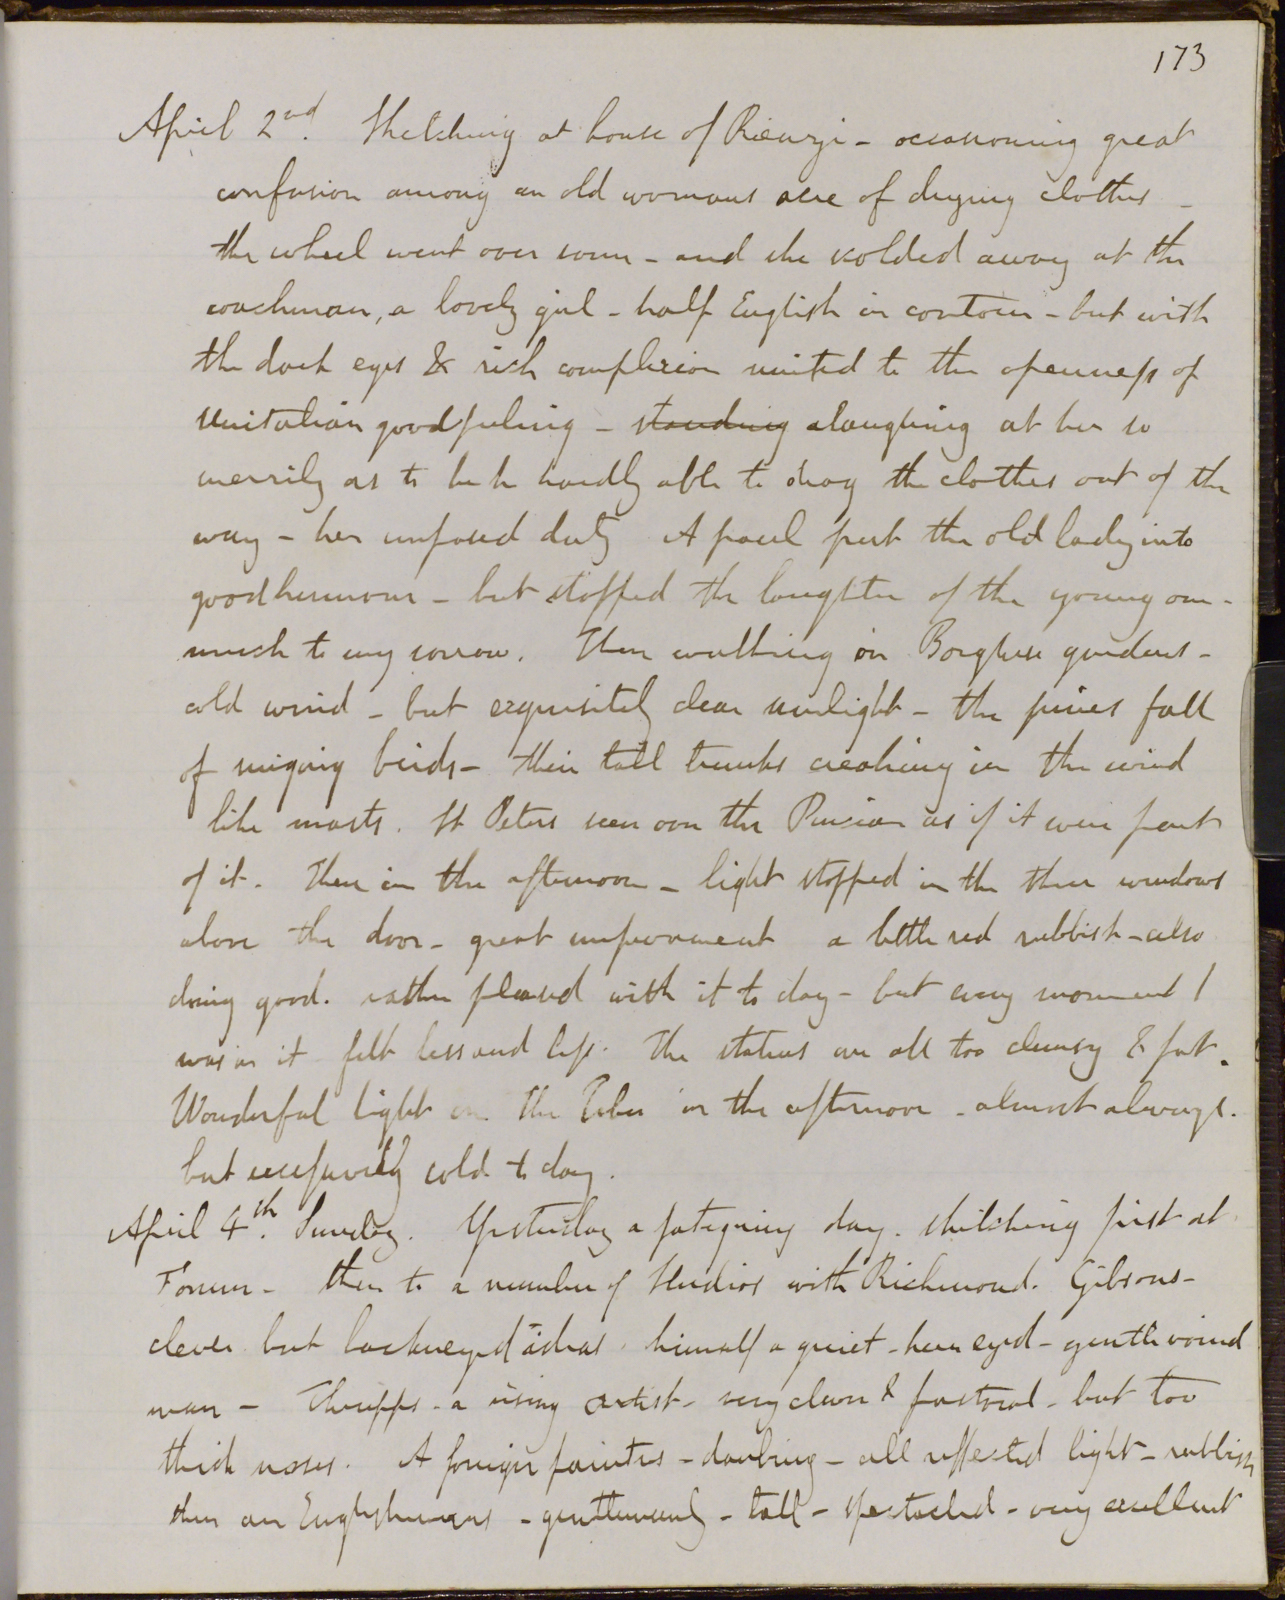 173
April 2nd. Sketching at house of Rienzi - occasioning great
confusion among an old womans acre of drying clothes -
the wheel went over some - and she scolded away at the
coachman, a lovely girl - half English in contour - but with
the dark eyes & rich complexion united to the openness of
Unitalian good feeling - standing alaughing at her so
merrily as to be hardly able to drag the clothes out of the
way - her imposed duty A paul put the old lady into
goodhumour - but stopped the laughter of the young one -
much to my sorrow. Then walking in Borghese gardens -
cold wind - but exquisitely clear sunlight - the pines full
of singing birds - their tall trunks creaking in the wind
like masts. St Peters seen over the Pincian as if it were part
of it. Then in the afternoon - light stopped in the three windows
above the door - great improvement a little red rubbish - also
doing good. rather pleased with it to day - but every moment I
was in it felt less and less. The statues are all too clumsy & fat.
Wonderful light on the Tiber in the afternoon - almost always.
but excessively cold to day.
April 4th. Sunday. Yesterday a fatiguing day. sketching first at
Forum - then to a number of studios with Richmond. Gibsons -
clever but hackneyed ideas. himself a quiet - keen eyed - gentle voiced
man - Thrupps - a rising artist - very clever & pastoral - but too
thick noses. A foreign painters - daubing - all reflected light - rubbish
then an Englishmans - gentlemanly - tall - spectacled - very excellent